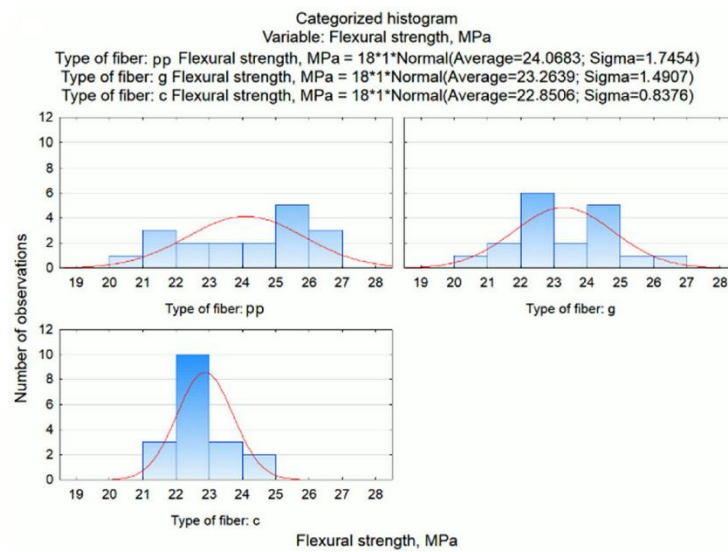 Categorized histogram
Variable: Flexural strength, MPa
Type of fiber: pp Flexural strength, MPa = 18*1*Normal(Average=24.0683; Sigma=1.7454)
Type of fiber: g Flexural strength, MPa = 18*1*Normal(Average=23.2639; Sigma=1.4907)
Type of fiber: c Flexural strength, MPa = 18*1*Normal(Average=22.8506; Sigma=0.8376)
Number of observations
12
10
8
6
4
2
0
19 20 21 22 23 24 25 26 27 28
Type of fiber: pp
19 20 21 22 23 24 25 26 27 28
Type of fiber: g
12
10
8
6
4
2
0
19 20 21 22 23 24 25 26 27 28
Type of fiber: c
Flexural strength, MPa